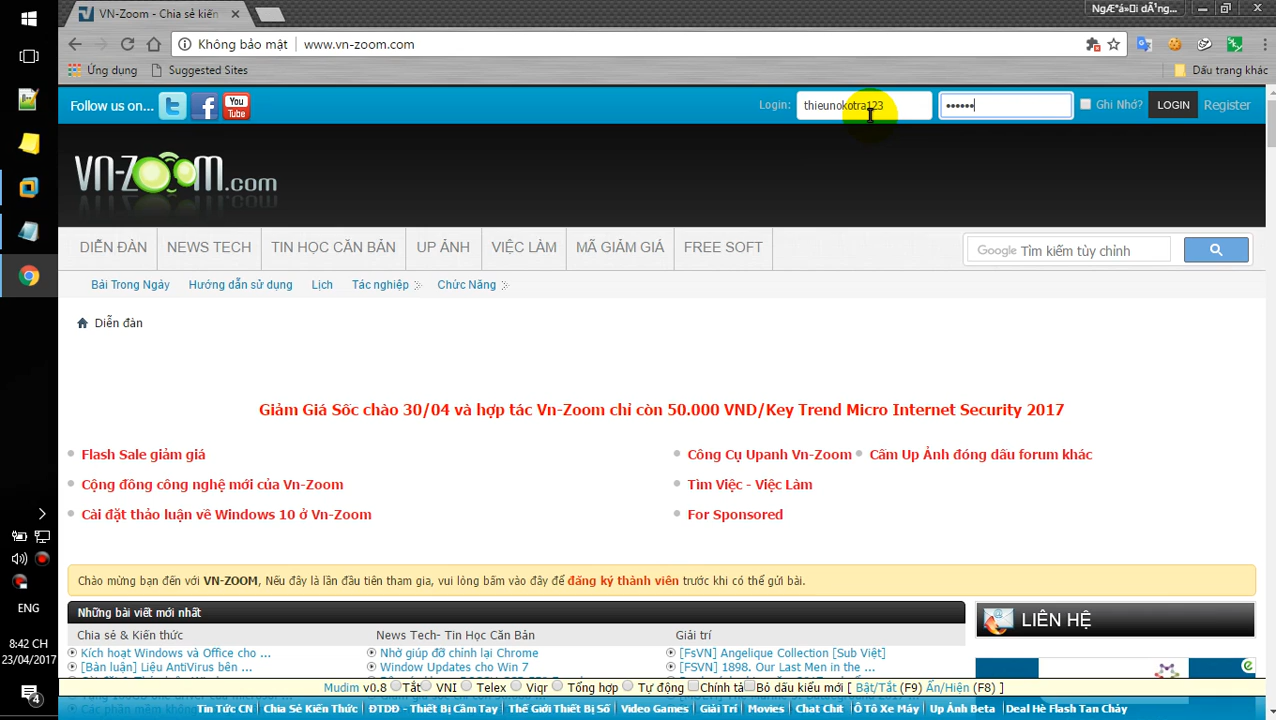 VN-Zoom - Chia sẻ kiến
NgÆ°á»i dÃ¹ng...
Không bảo mật | www.vn-zoom.com
Ứng dụng Suggested Sites Dấu trang khác
Follow us on... You Tube Login: thieunokotra123 •••••• Ghi Nhớ? LOGIN Register
Vn-Zoom.com
DIỄN ĐÀN NEWS TECH TIN HỌC CĂN BẢN UP ẢNH VIỆC LÀM MÃ GIẢM GIÁ FREE SOFT Google Tìm kiếm tùy chỉnh
Bài Trong Ngày Hướng dẫn sử dụng Lịch Tác nghiệp Chức Năng
Diễn đàn
Giảm Giá Sốc chào 30/04 và hợp tác Vn-Zoom chỉ còn 50.000 VND/Key Trend Micro Internet Security 2017
Flash Sale giảm giá Công Cụ Upanh Vn-Zoom Cấm Up Ảnh đóng dấu forum khác
Cộng đồng công nghệ mới của Vn-Zoom Tìm Việc - Việc Làm
Cài đặt thảo luận về Windows 10 ở Vn-Zoom For Sponsored
Chào mừng bạn đến với VN-ZOOM, Nếu đây là lần đầu tiên tham gia, vui lòng bấm vào đây để đăng ký thành viên trước khi có thể gửi bài.
Những bài viết mới nhất
LIÊN HỆ
Chia sẻ & Kiến thức News Tech- Tin Học Căn Bản Giải trí
Kích hoạt Windows và Office cho ... Nhờ giúp đỡ chỉnh lại Chrome [FsVN] Angelique Collection [Sub Việt]
[Bàn luận] Liệu AntiVirus bên ... Window Updates cho Win 7 [FsVN] 1898. Our Last Men in the ...
Mudim v0.8 Tắt VNI Telex Viqr Tổng hợp Tự động Chính tả Bỏ dấu kiểu mới [ Bật/Tắt (F9) Ẩn/Hiện (F8) ]
Tin Tức CN Chia Sẻ Kiến Thức ĐTDĐ - Thiết Bị Cầm Tay Thế Giới Thiết Bị Số Video Games Giải Trí Movies Chat Chit Ô Tô Xe Máy Up Ảnh Beta Deal Hè Flash Tan Chảy
ENG
8:42 CH
23/04/2017
4